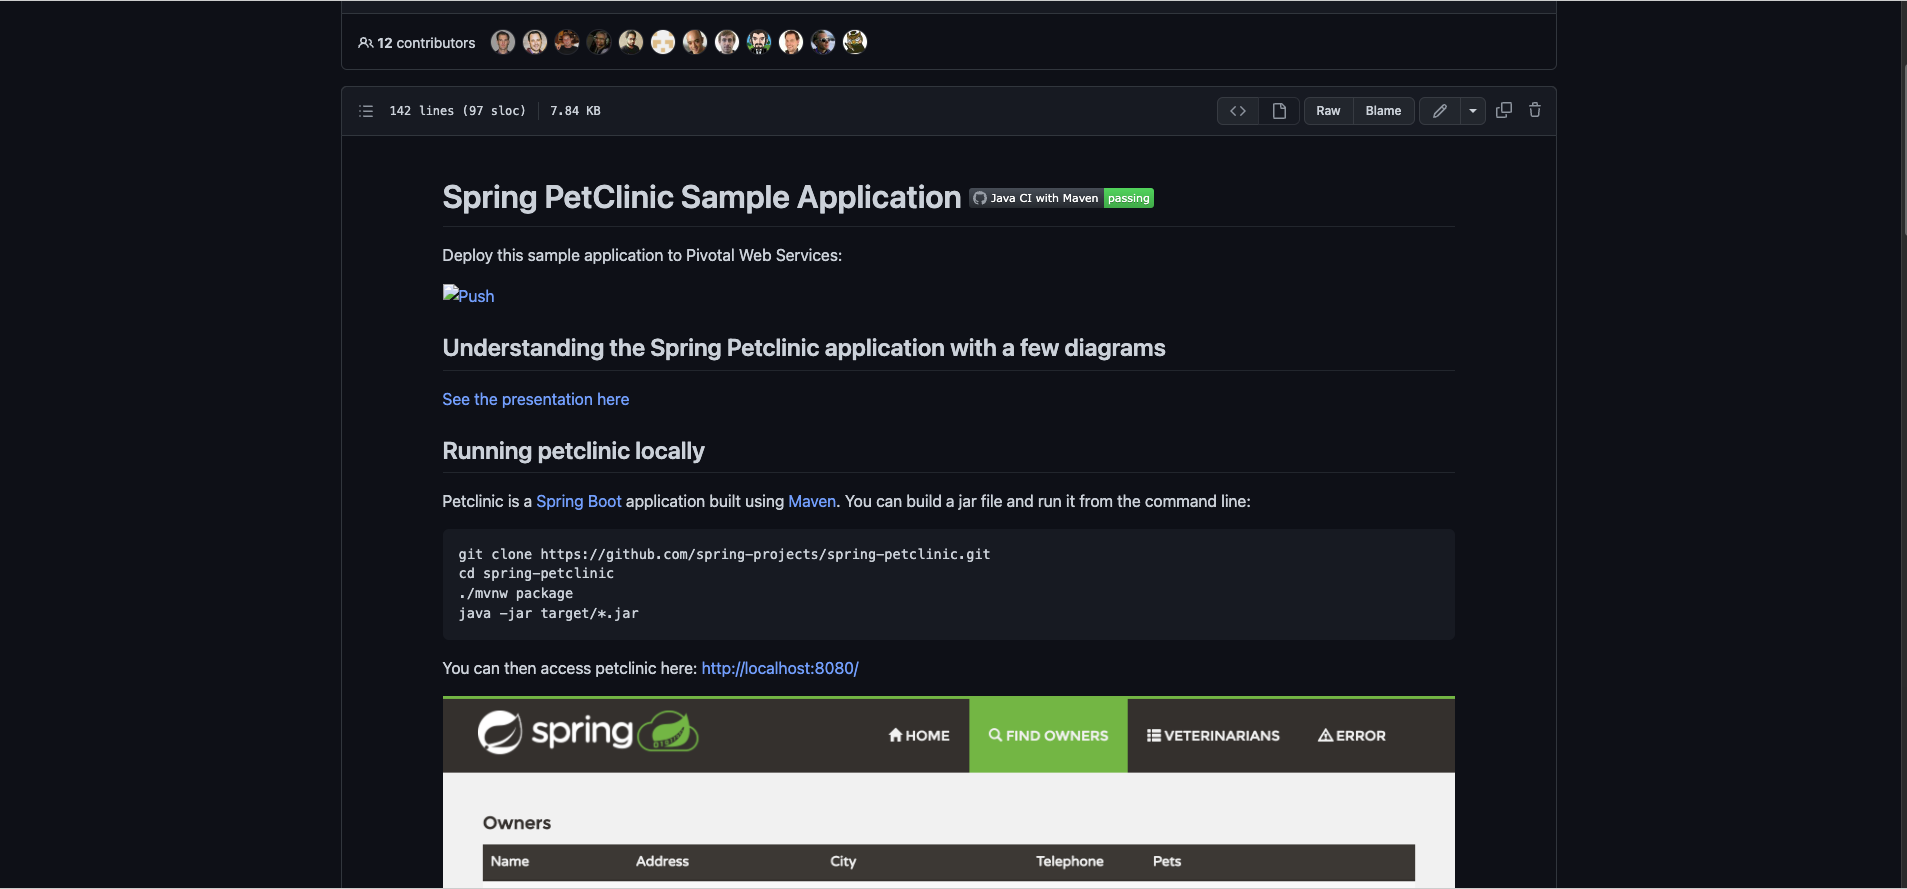 12 contributors
142 lines (97 sloc) 7.84 KB
Raw Blame
Spring PetClinic Sample Application Java CI with Maven passing
Deploy this sample application to Pivotal Web Services:
Push
Understanding the Spring Petclinic application with a few diagrams
See the presentation here
Running petclinic locally
Petclinic is a Spring Boot application built using Maven. You can build a jar file and run it from the command line:
git clone https://github.com/spring-projects/spring-petclinic.git
cd spring-petclinic
./mvnw package
java -jar target/*.jar
You can then access petclinic here: http://localhost:8080/
spring HOME FIND OWNERS VETERINARIANS ERROR
Owners
Name Address City Telephone Pets